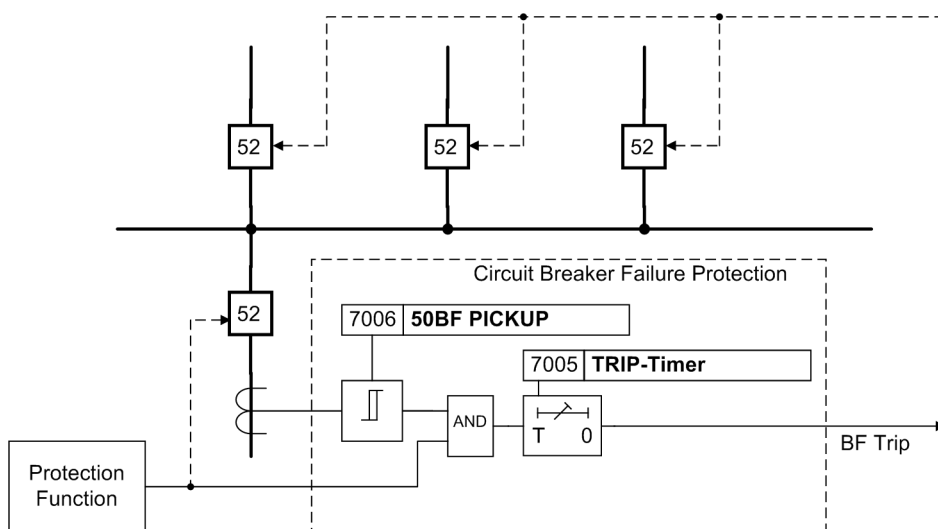 52
52
52
Circuit Breaker Failure Protection
52
7006 50BF PICKUP
7005 TRIP-Timer
AND
T 0
BF Trip
Protection
Function